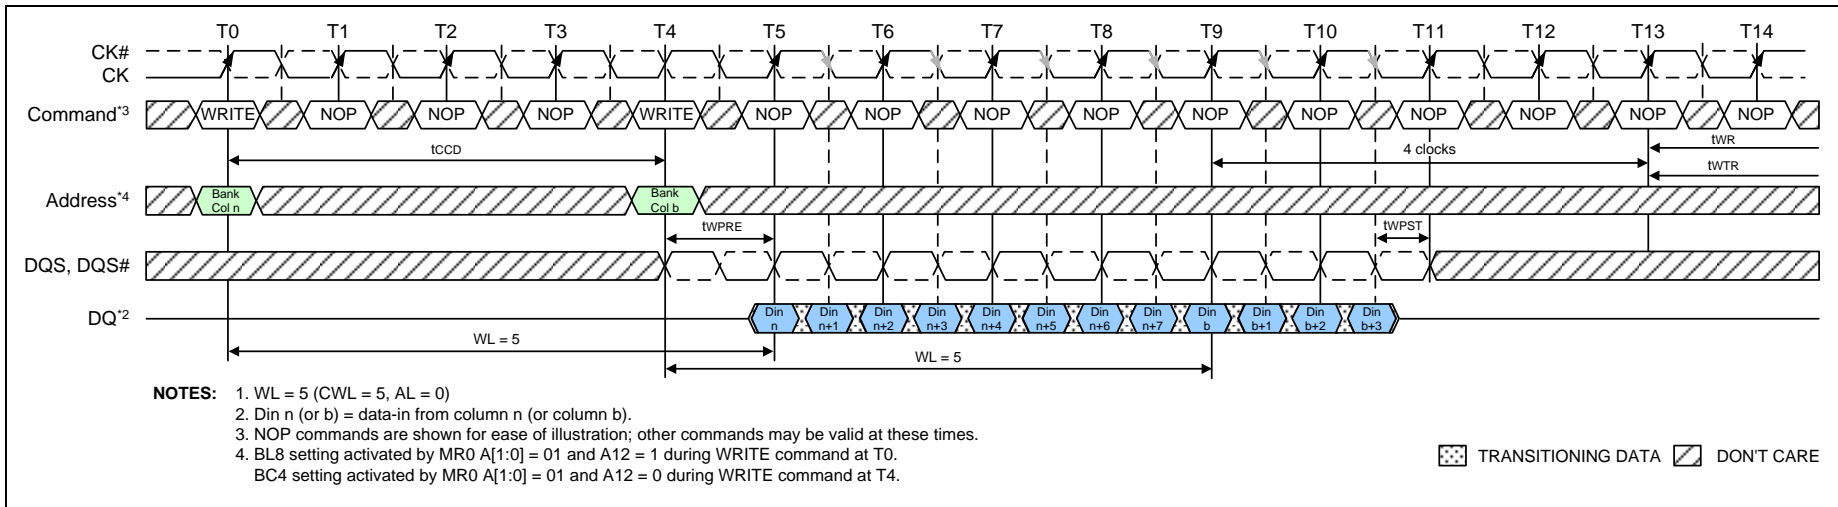 T0 T1 T2 T3 T4 T5 T6 T7 T8 T9 T10 T11 T12 T13 T14
CK#
CK
Command*3 WRITE NOP NOP NOP WRITE NOP NOP NOP NOP NOP NOP NOP NOP NOP NOP
tCCD 4 clocks tWR
tWTR
Address*4 Bank Col n Bank Col b
tWPRE tWPST
DQS, DQS#
DQ*2 Din n Din n+1 Din n+2 Din n+3 Din n+4 Din n+5 Din n+6 Din n+7 Din b Din b+1 Din b+2 Din b+3
WL = 5
WL = 5
NOTES: 1. WL = 5 (CWL = 5, AL = 0)
2. Din n (or b) = data-in from column n (or column b).
3. NOP commands are shown for ease of illustration; other commands may be valid at these times.
4. BL8 setting activated by MR0 A[1:0] = 01 and A12 = 1 during WRITE command at T0.
BC4 setting activated by MR0 A[1:0] = 01 and A12 = 0 during WRITE command at T4.
TRANSITIONING DATA DON'T CARE